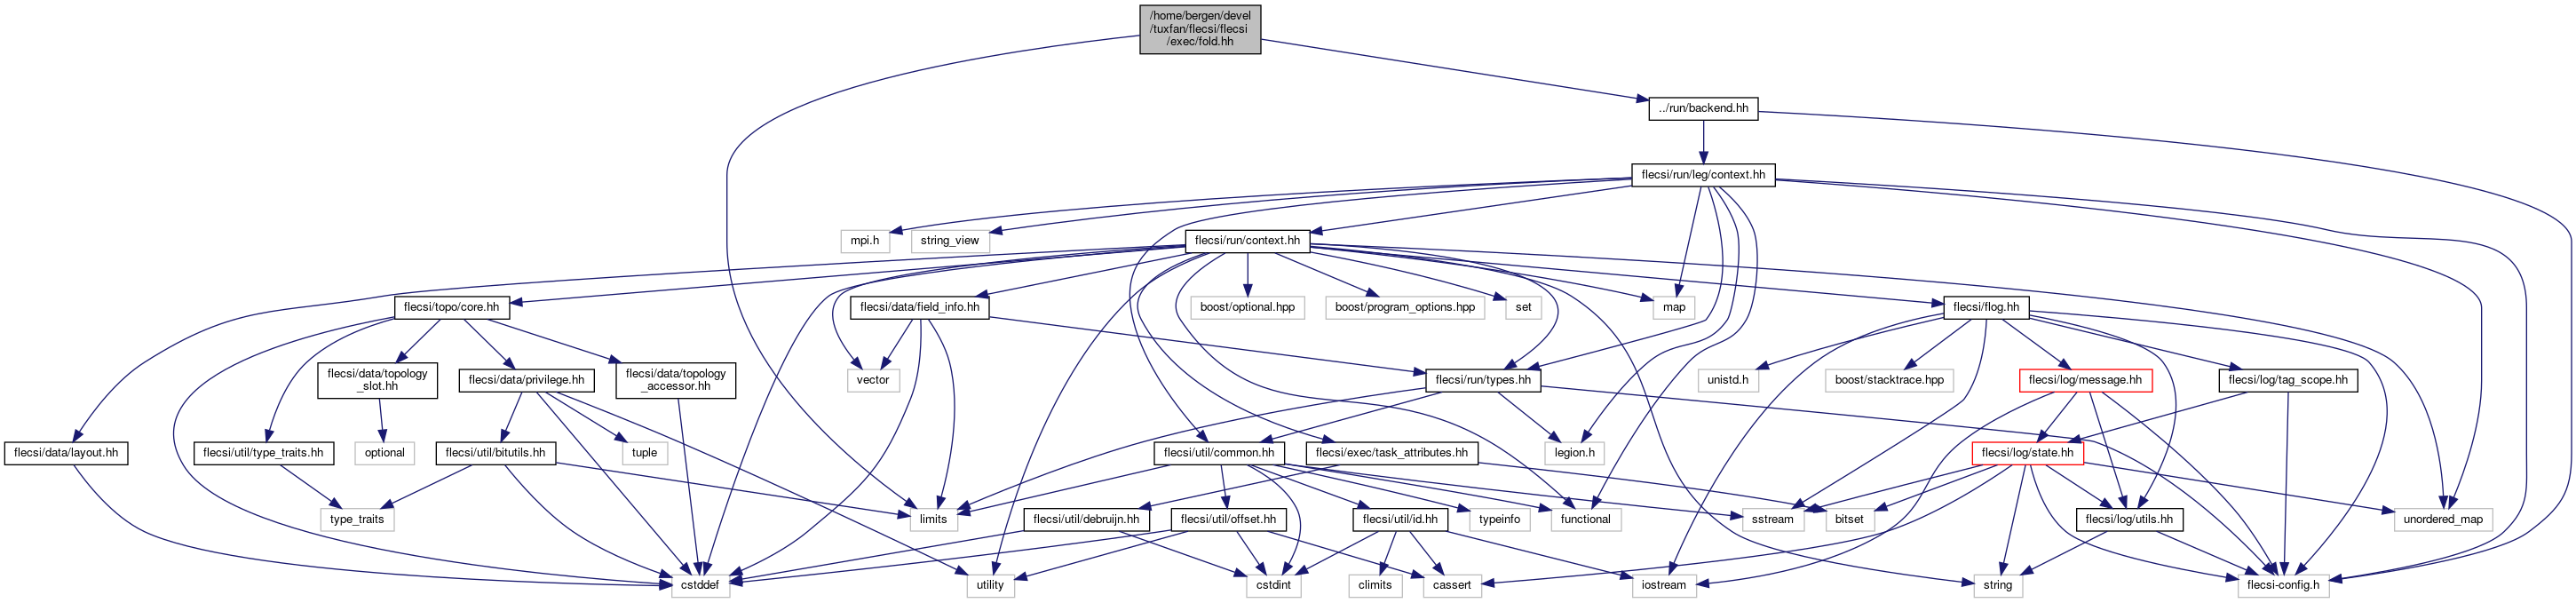 /home/bergen/devel
/tuxfan/flecsi/flecsi
/exec/fold.hh
../run/backend.hh
flecsi/run/leg/context.hh
mpi.h
string_view
flecsi/run/context.hh
flecsi/topo/core.hh
flecsi/data/field_info.hh
boost/optional.hpp
boost/program_options.hpp
set
map
flecsi/flog.hh
flecsi/data/topology
_slot.hh
flecsi/data/privilege.hh
flecsi/data/topology
_accessor.hh
vector
flecsi/run/types.hh
unistd.h
boost/stacktrace.hpp
flecsi/log/message.hh
flecsi/log/tag_scope.hh
flecsi/data/layout.hh
flecsi/util/type_traits.hh
optional
flecsi/util/bitutils.hh
tuple
flecsi/util/common.hh
flecsi/exec/task_attributes.hh
legion.h
flecsi/log/state.hh
type_traits
limits
flecsi/util/debruijn.hh
flecsi/util/offset.hh
flecsi/util/id.hh
typeinfo
functional
sstream
bitset
flecsi/log/utils.hh
unordered_map
cstddef
utility
cstdint
climits
cassert
iostream
string
flecsi-config.h